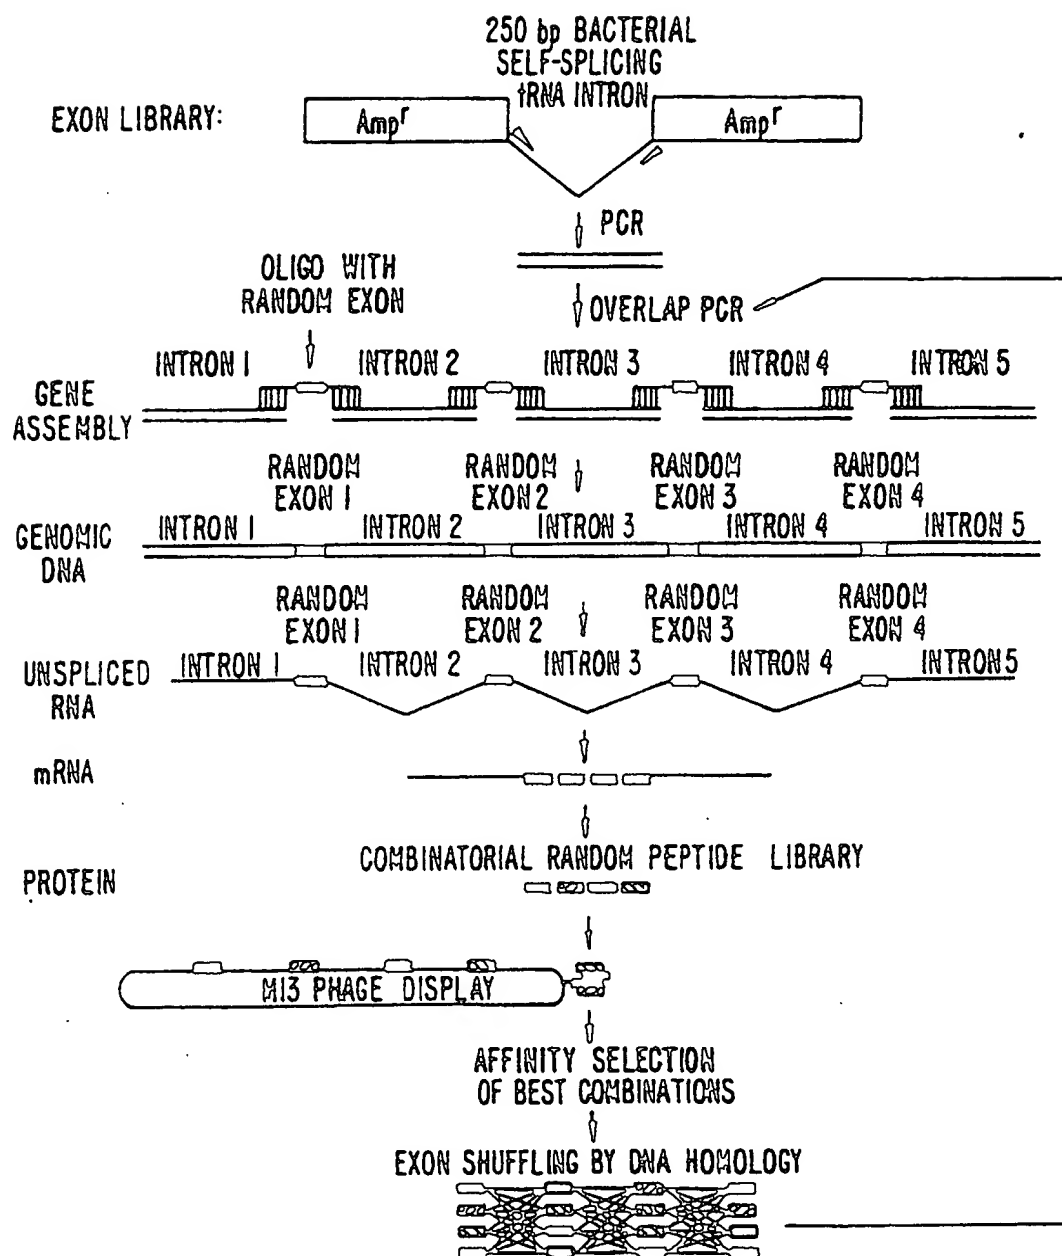 250 bp BACTERIAL
SELF-SPLICING
tRNA INTRON
EXON LIBRARY:
Ampr Ampr
PCR
OLIGO WITH
RANDOM EXON
OVERLAP PCR
INTRON 1 INTRON 2 INTRON 3 INTRON 4 INTRON 5
GENE
ASSEMBLY
RANDOM RANDOM RANDOM RANDOM
EXON 1 EXON 2 EXON 3 EXON 4
INTRON 1 INTRON 2 INTRON 3 INTRON 4 INTRON 5
GENOMIC
DNA
RANDOM RANDOM RANDOM RANDOM
EXON 1 EXON 2 EXON 3 EXON 4
INTRON 1 INTRON 2 INTRON 3 INTRON 4 INTRON 5
UNSPLICED
RNA
mRNA
COMBINATORIAL RANDOM PEPTIDE LIBRARY
PROTEIN
M13 PHAGE DISPLAY
AFFINITY SELECTION
OF BEST COMBINATIONS
EXON SHUFFLING BY DNA HOMOLOGY